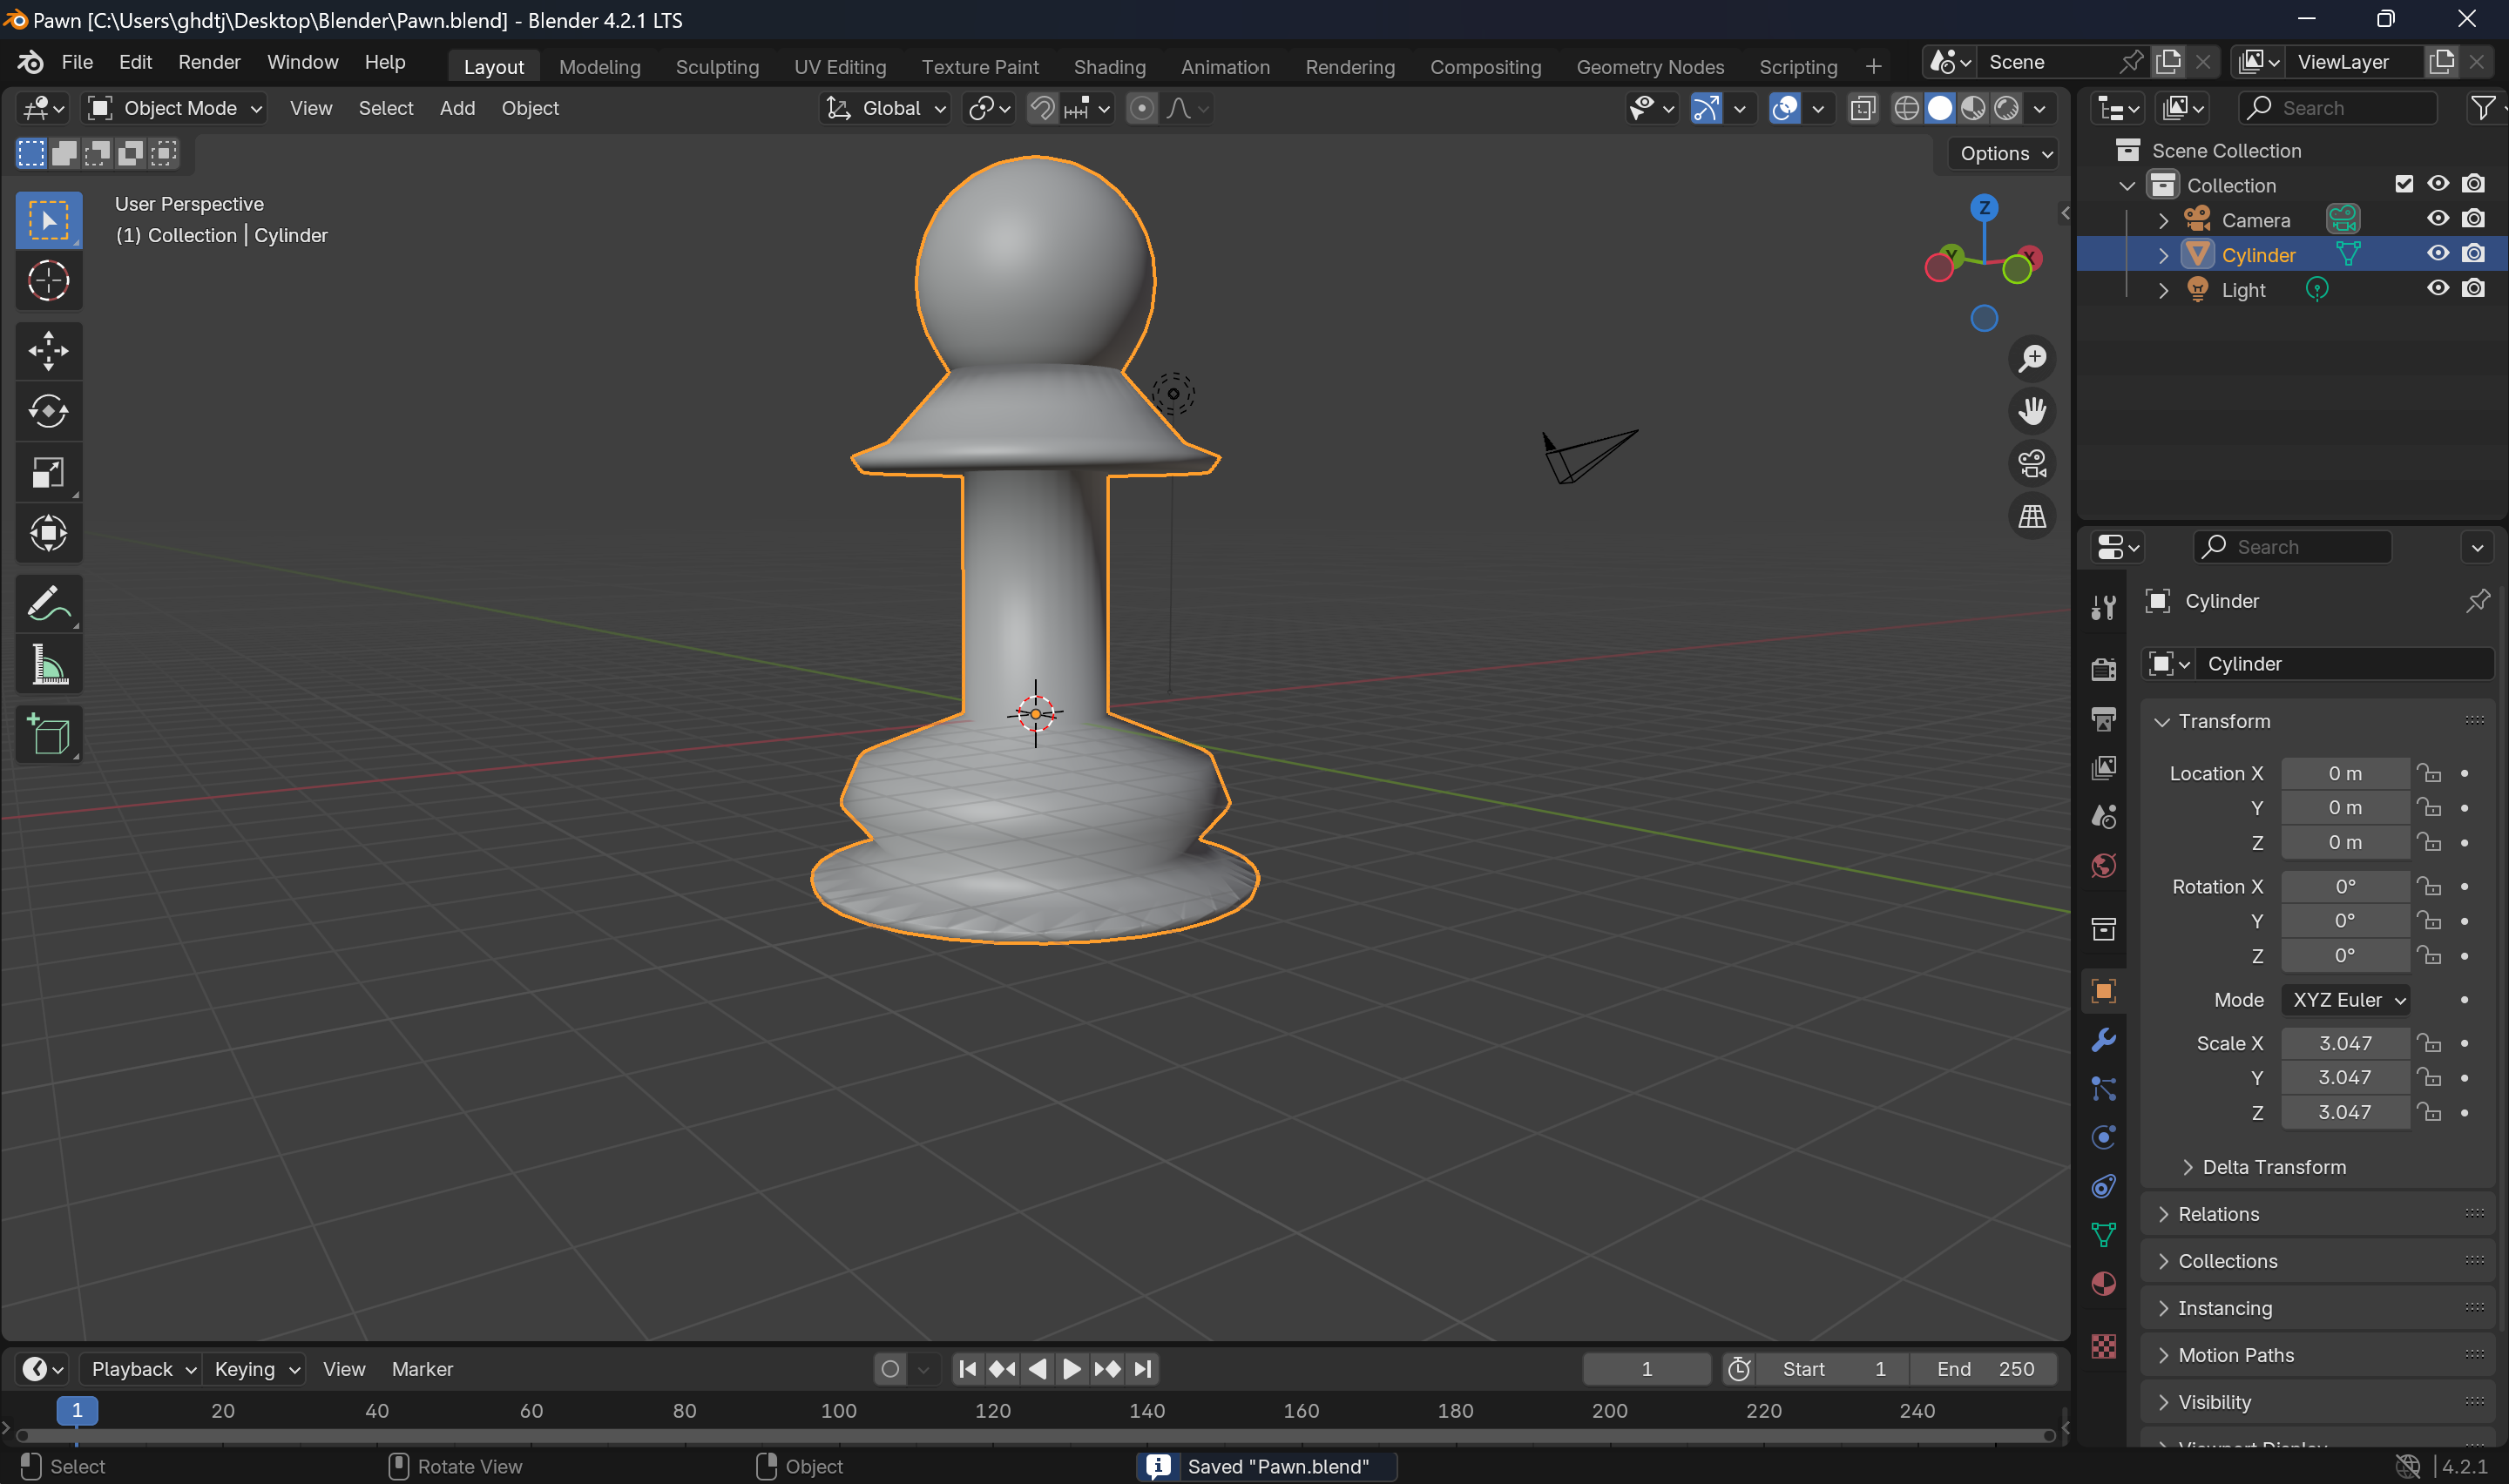 Pawn [C:\Users\ghdtj\Desktop\Blender\Pawn.blend] - Blender 4.2.1 LTS
File Edit Render Window Help Layout Modeling Sculpting UV Editing Texture Paint Shading Animation Rendering Compositing Geometry Nodes Scripting + Scene ViewLayer
Object Mode View Select Add Object Global Search
Options
User Perspective
(1) Collection | Cylinder
Z
Y
X
Scene Collection
Collection
Camera
Cylinder
Light
Search
Cylinder
Cylinder
Transform
Location X 0 m
Y 0 m
Z 0 m
Rotation X 0°
Y 0°
Z 0°
Mode XYZ Euler
Scale X 3.047
Y 3.047
Z 3.047
Delta Transform
Relations
Collections
Instancing
Motion Paths
Visibility
Playback Keying View Marker 1 Start 1 End 250
1 20 40 60 80 100 120 140 160 180 200 220 240
Select Rotate View Object Saved "Pawn.blend" 4.2.1